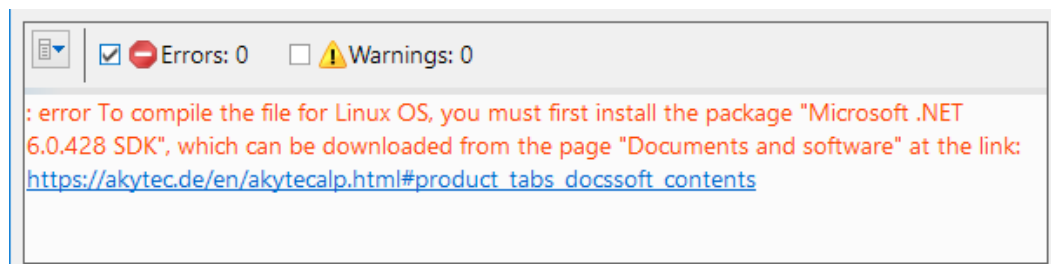 Errors: 0 Warnings: 0
: error To compile the file for Linux OS, you must first install the package "Microsoft .NET
6.0.428 SDK", which can be downloaded from the page "Documents and software" at the link:
https://akytec.de/en/akytecalp.html#product_tabs_docssoft_contents